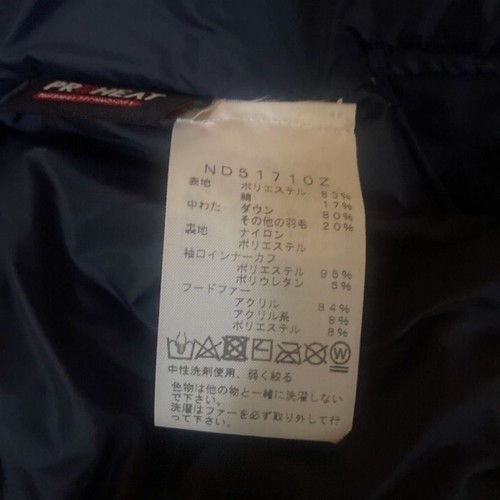 PROHEAT
ND51710Z
表地 ポリエステル 83%
綿 17%
中わた ダウン 80%
その他の羽毛 20%
裏地 ナイロン
ポリエステル
袖口インナーカフ
ポリエステル 95%
ポリウレタン 5%
フードファー
アクリル 84%
アクリル系 8%
ポリエステル 8%
W
中性洗剤使用、弱く絞る
色物は他の物と一緒に洗濯しない
で下さい。
洗濯はファーを必ず取り外して行
って下さい。